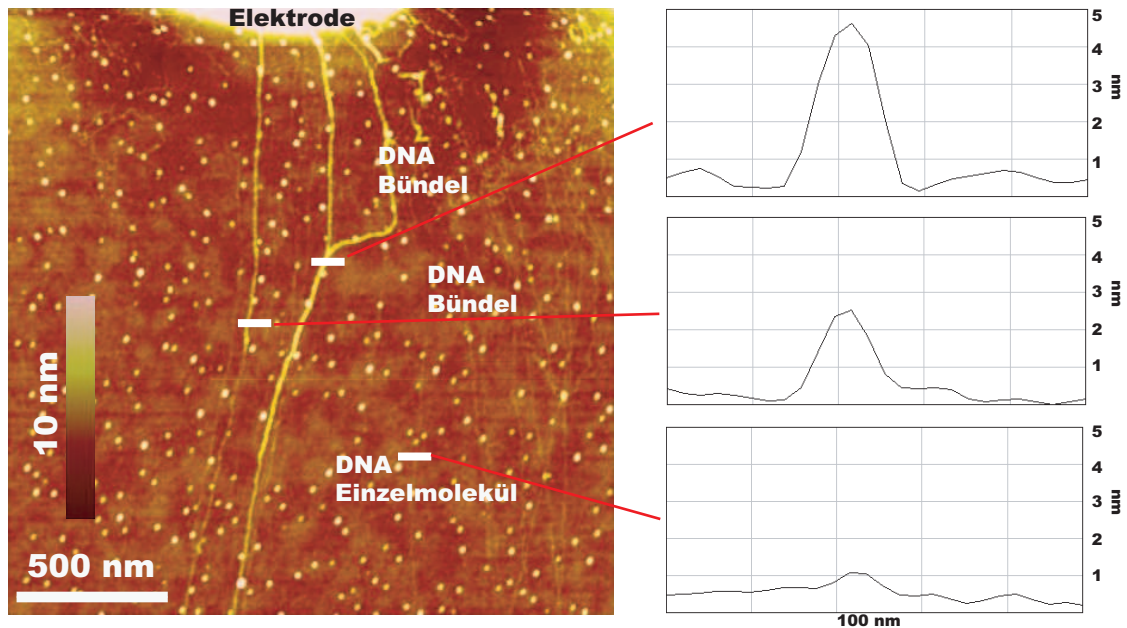 Elektrode
DNA
Bündel
DNA
Bündel
DNA
Einzelmolekül
10 nm
500 nm
5
4
3
2
1
nm
5
4
3
2
1
nm
5
4
3
2
1
nm
100 nm